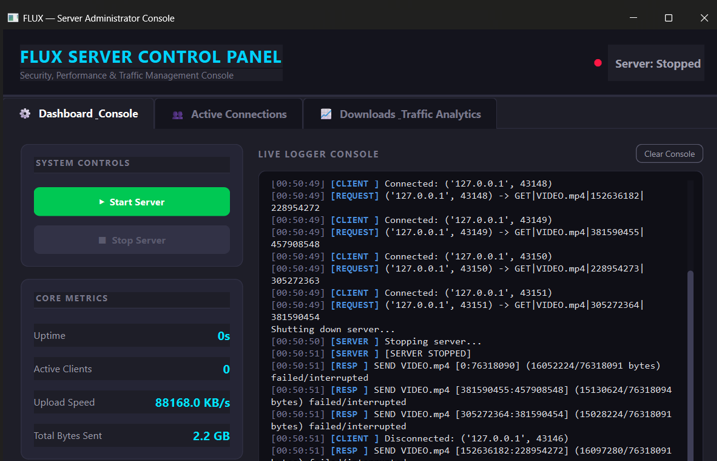 FLUX — Server Administrator Console
FLUX SERVER CONTROL PANEL
Security, Performance & Traffic Management Console
Server: Stopped
Dashboard _Console
Active Connections
Downloads _Traffic Analytics
SYSTEM CONTROLS
Start Server
Stop Server
CORE METRICS
Uptime 0s
Active Clients 0
Upload Speed 88168.0 KB/s
Total Bytes Sent 2.2 GB
LIVE LOGGER CONSOLE
Clear Console
[00:50:49] [CLIENT ] Connected: ('127.0.0.1', 43148)
[00:50:49] [REQUEST] ('127.0.0.1', 43148) -> GET|VIDEO.mp4|152636182|
228954272
[00:50:49] [CLIENT ] Connected: ('127.0.0.1', 43149)
[00:50:49] [REQUEST] ('127.0.0.1', 43149) -> GET|VIDEO.mp4|381590455|
457908548
[00:50:49] [CLIENT ] Connected: ('127.0.0.1', 43150)
[00:50:49] [REQUEST] ('127.0.0.1', 43150) -> GET|VIDEO.mp4|228954273|
305272363
[00:50:49] [CLIENT ] Connected: ('127.0.0.1', 43151)
[00:50:49] [REQUEST] ('127.0.0.1', 43151) -> GET|VIDEO.mp4|305272364|
381590454
Shutting down server...
[00:50:50] [SERVER ] Stopping server...
[00:50:51] [SERVER ] [SERVER STOPPED]
[00:50:51] [RESP ] SEND VIDEO.mp4 [0:76318090] (16052224/76318091 bytes)
failed/interrupted
[00:50:51] [RESP ] SEND VIDEO.mp4 [381590455:457908548] (15130624/76318094
bytes) failed/interrupted
[00:50:51] [RESP ] SEND VIDEO.mp4 [305272364:381590454] (15028224/76318091
bytes) failed/interrupted
[00:50:51] [CLIENT ] Disconnected: ('127.0.0.1', 43146)
[00:50:51] [RESP ] SEND VIDEO.mp4 [152636182:228954272] (16097280/76318091
bytes) failed/interrupted